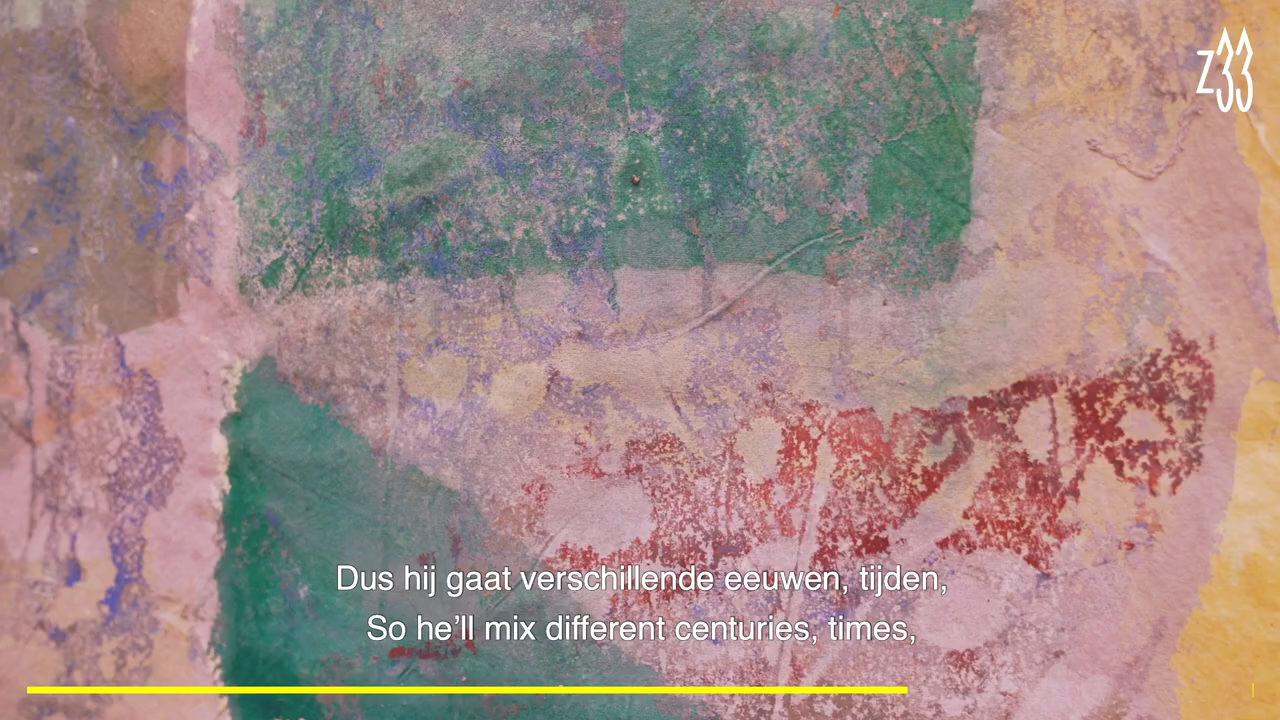 z33
Dus hij gaat verschillende eeuwen, tijden,
So he’ll mix different centuries, times,